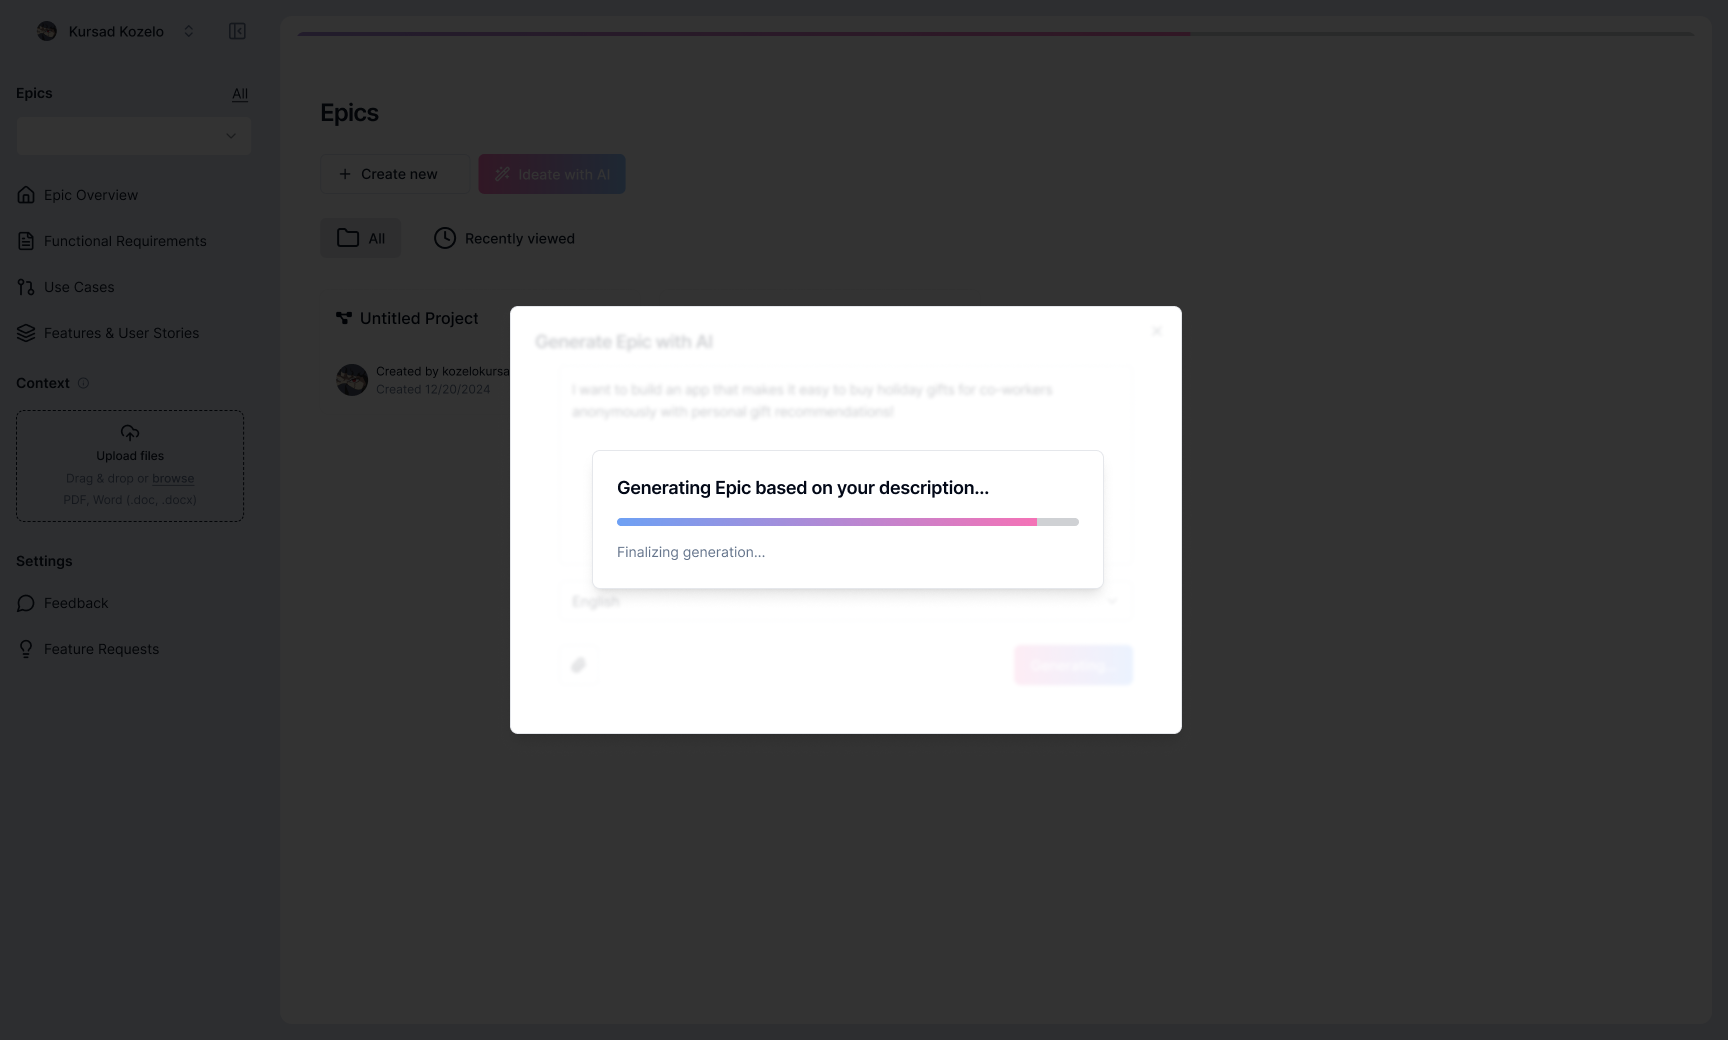 Kursad Kozelo
Epics
All
Epic Overview
Functional Requirements
Use Cases
Features & User Stories
Context
Upload files
Drag & drop or browse
PDF, Word (.doc, .docx)
Settings
Feedback
Feature Requests
Epics
Create new
Ideate with AI
All
Recently viewed
Untitled Project
Created by kozelokursa
Created 12/20/2024
Generate Epic with AI
I want to build an app that makes it easy to buy holiday gifts for co-workers
anonymously with personal gift recommendations!
Generating Epic based on your description...
Finalizing generation...
English
Generating...